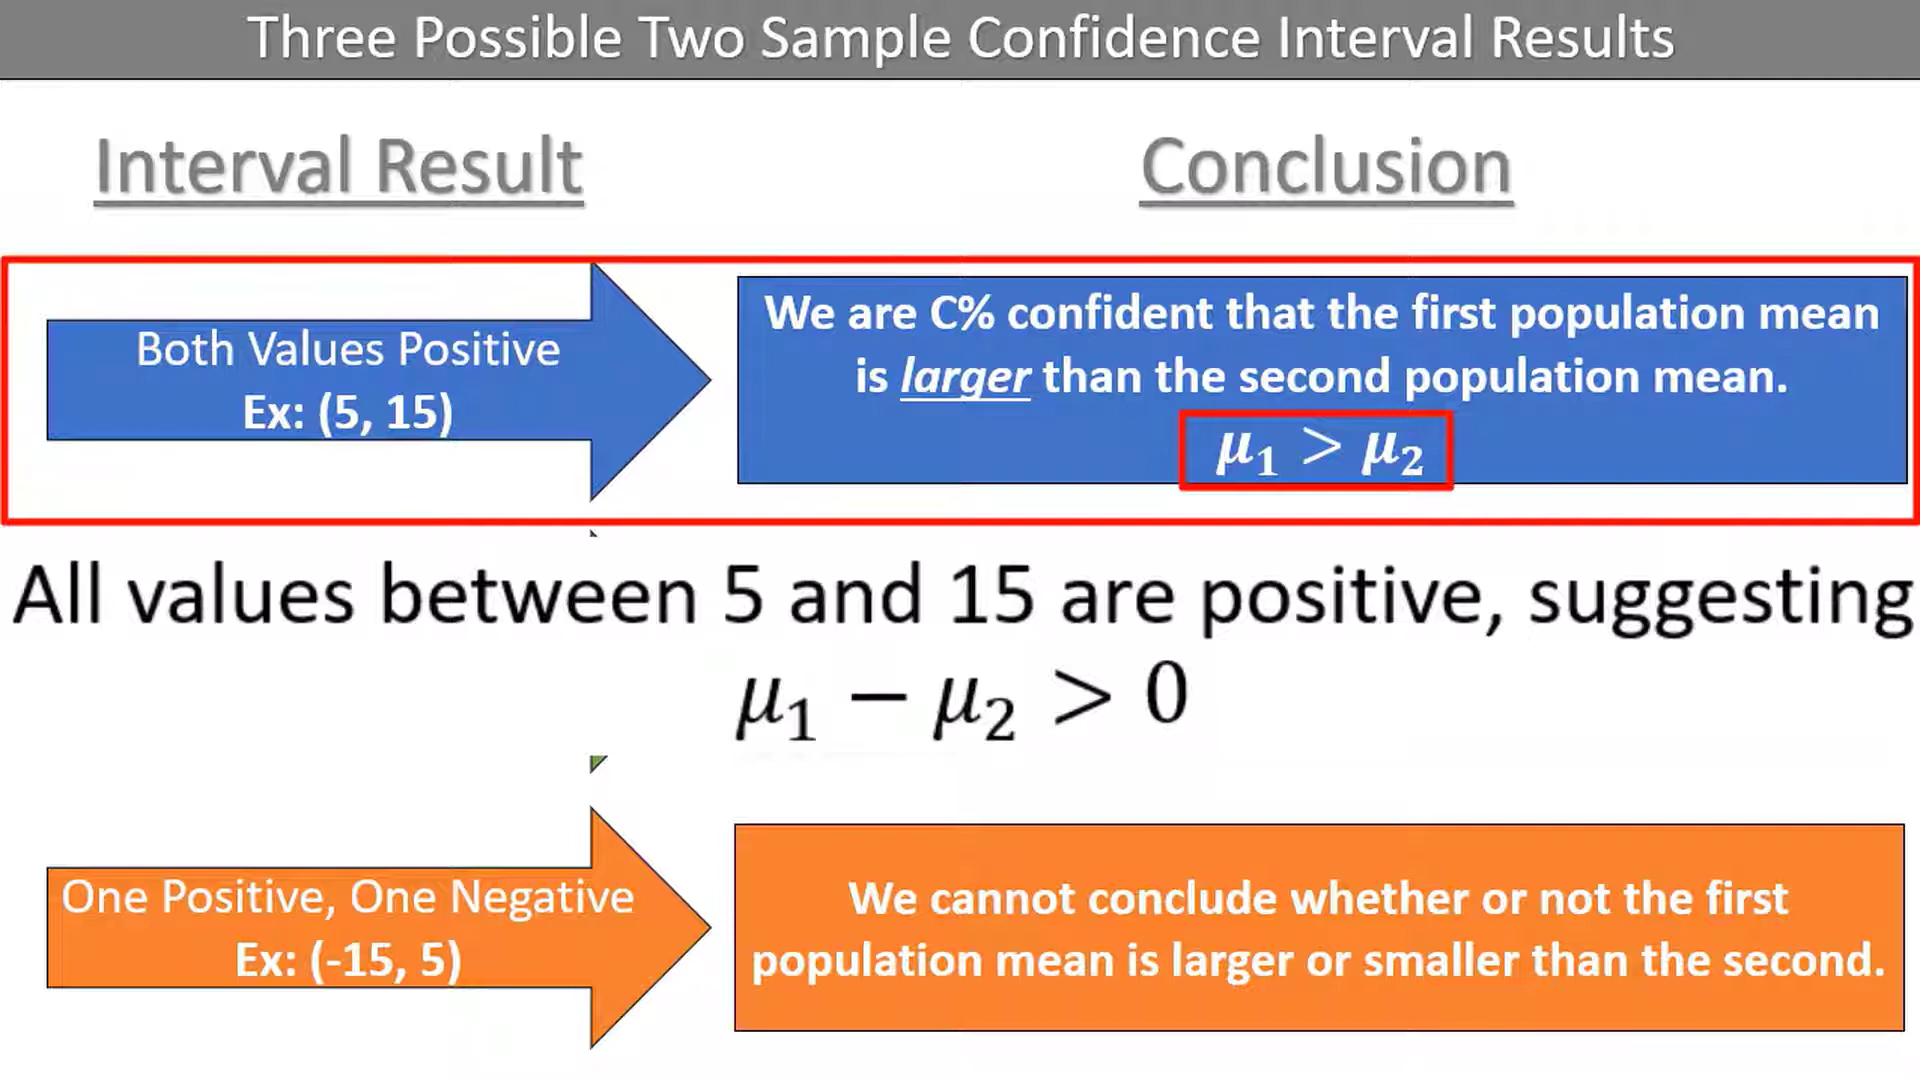 Three Possible Two Sample Confidence Interval Results
Interval Result
Conclusion
Both Values Positive
Ex: (5, 15)
We are C% confident that the first population mean
is larger than the second population mean.
μ₁ > μ₂
All values between 5 and 15 are positive, suggesting
μ₁ − μ₂ > 0
One Positive, One Negative
Ex: (-15, 5)
We cannot conclude whether or not the first
population mean is larger or smaller than the second.